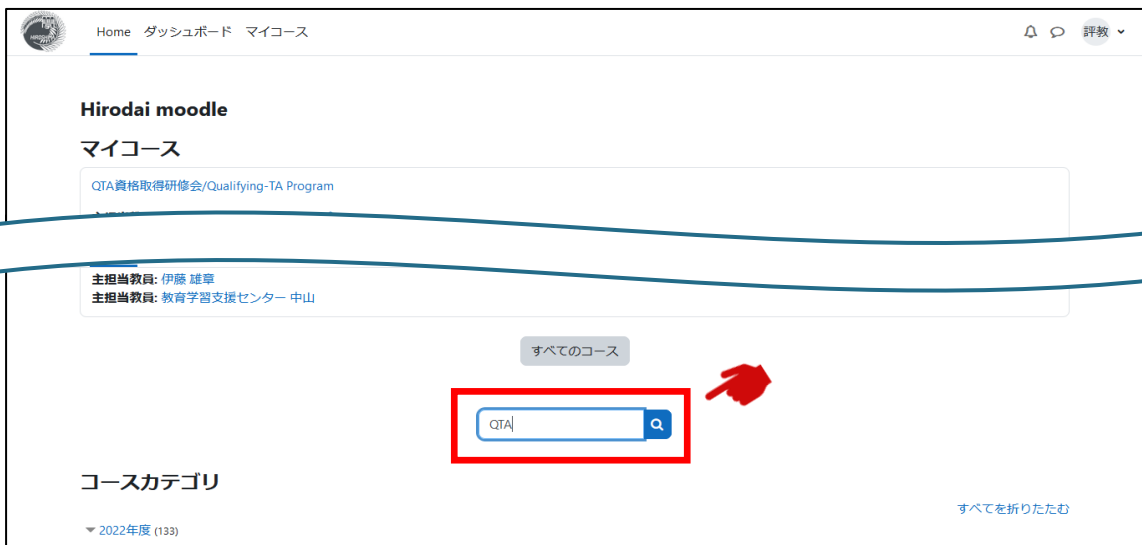 Home ダッシュボード マイコース
評教
Hirodai moodle
マイコース
QTA資格取得研修会/Qualifying-TA Program
主担当教員: 伊藤 雄章
主担当教員: 教育学習支援センター 中山
すべてのコース
QTA
コースカテゴリ
すべてを折りたたむ
2022年度 (133)